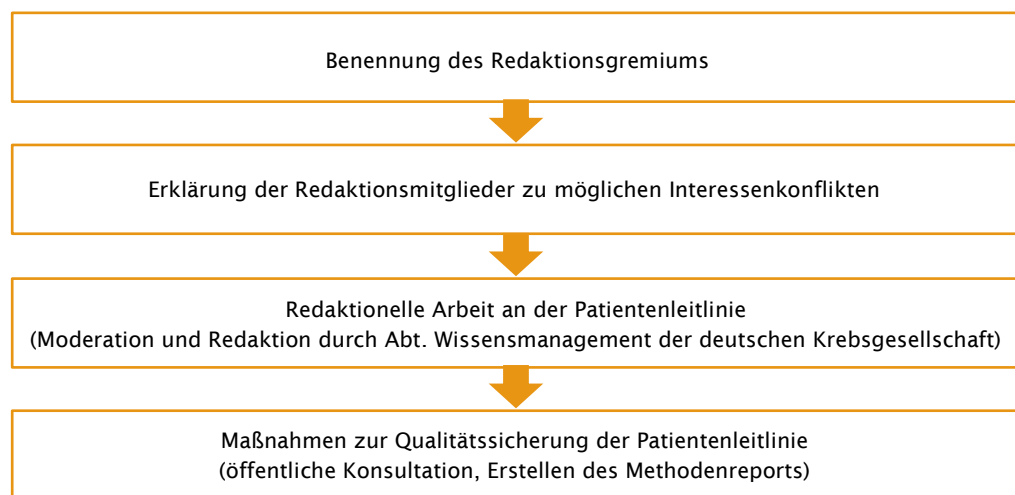 Benennung des Redaktionsgremiums
Erklärung der Redaktionsmitglieder zu möglichen Interessenkonflikten
Redaktionelle Arbeit an der Patientenleitlinie
(Moderation und Redaktion durch Abt. Wissensmanagement der deutschen Krebsgesellschaft)
Maßnahmen zur Qualitätssicherung der Patientenleitlinie
(öffentliche Konsultation, Erstellen des Methodenreports)